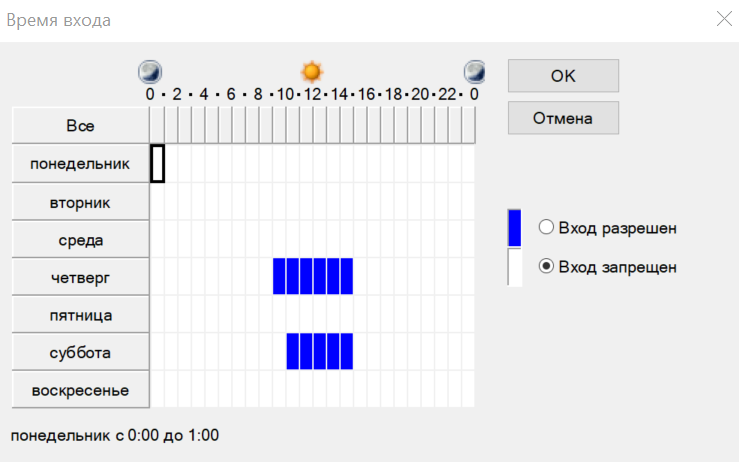 Время входа
0 · 2 · 4 · 6 · 8 · 10 · 12 · 14 · 16 · 18 · 20 · 22 · 0
OK
Отмена
Все
понедельник
вторник
среда
четверг
пятница
суббота
воскресенье
Вход разрешен
Вход запрещен
понедельник с 0:00 до 1:00